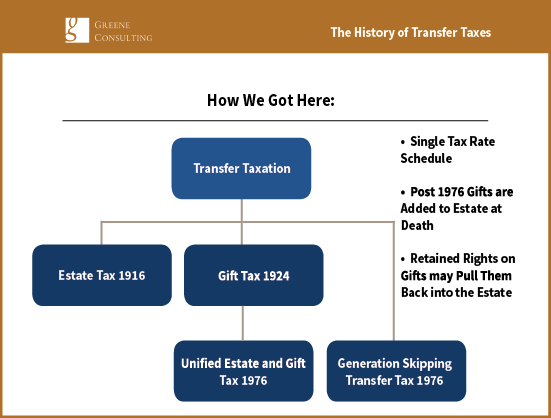 GREENE
CONSULTING
The History of Transfer Taxes
How We Got Here:
Transfer Taxation
• Single Tax Rate
Schedule
• Post 1976 Gifts are
Added to Estate at
Death
• Retained Rights on
Gifts may Pull Them
Back into the Estate
Estate Tax 1916
Gift Tax 1924
Unified Estate and Gift
Tax 1976
Generation Skipping
Transfer Tax 1976